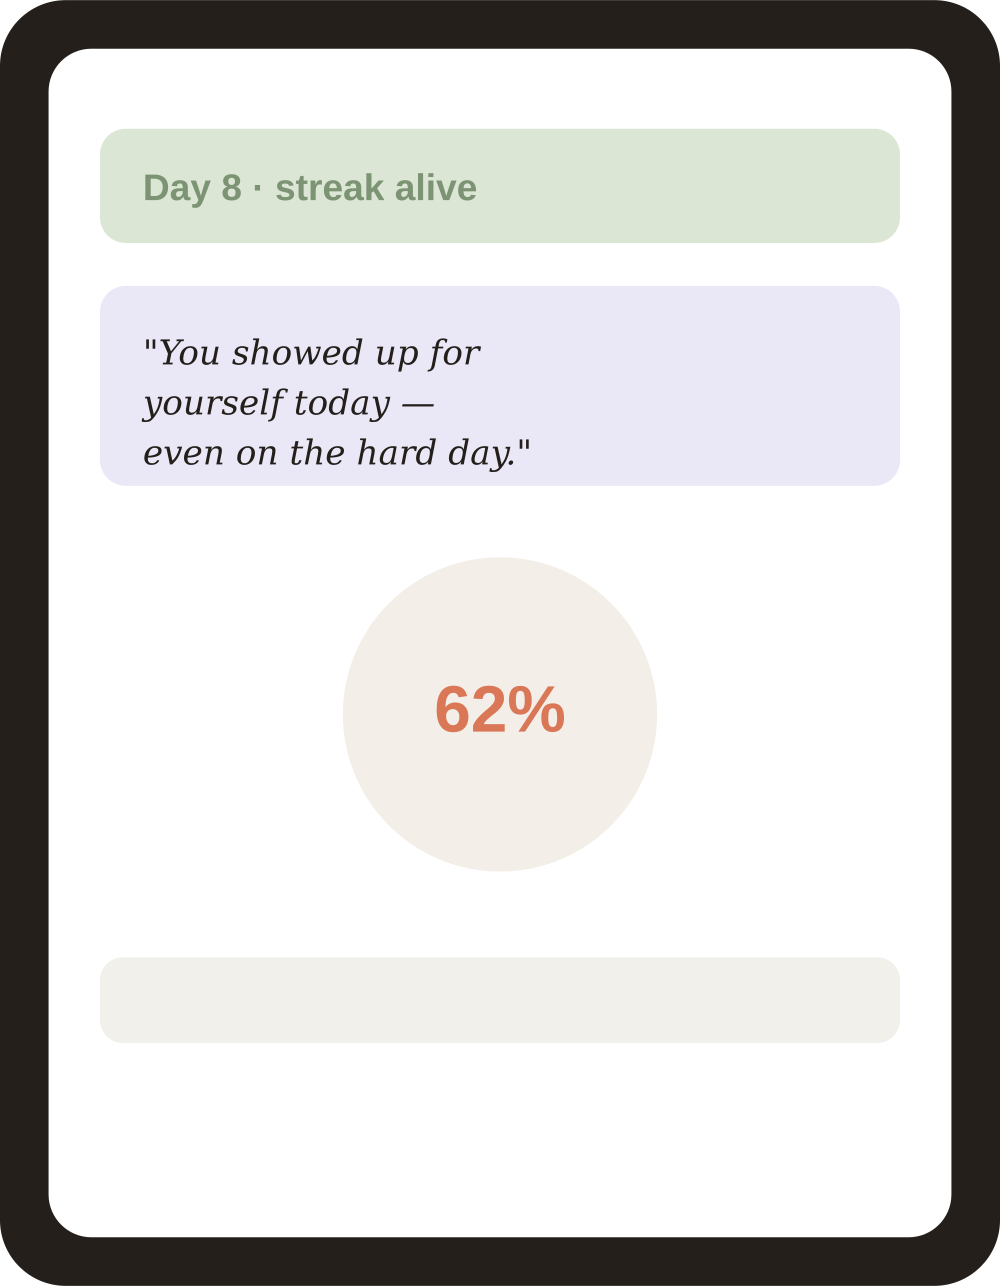 Day 8 · streak alive
"You showed up for
yourself today —
even on the hard day."
62%